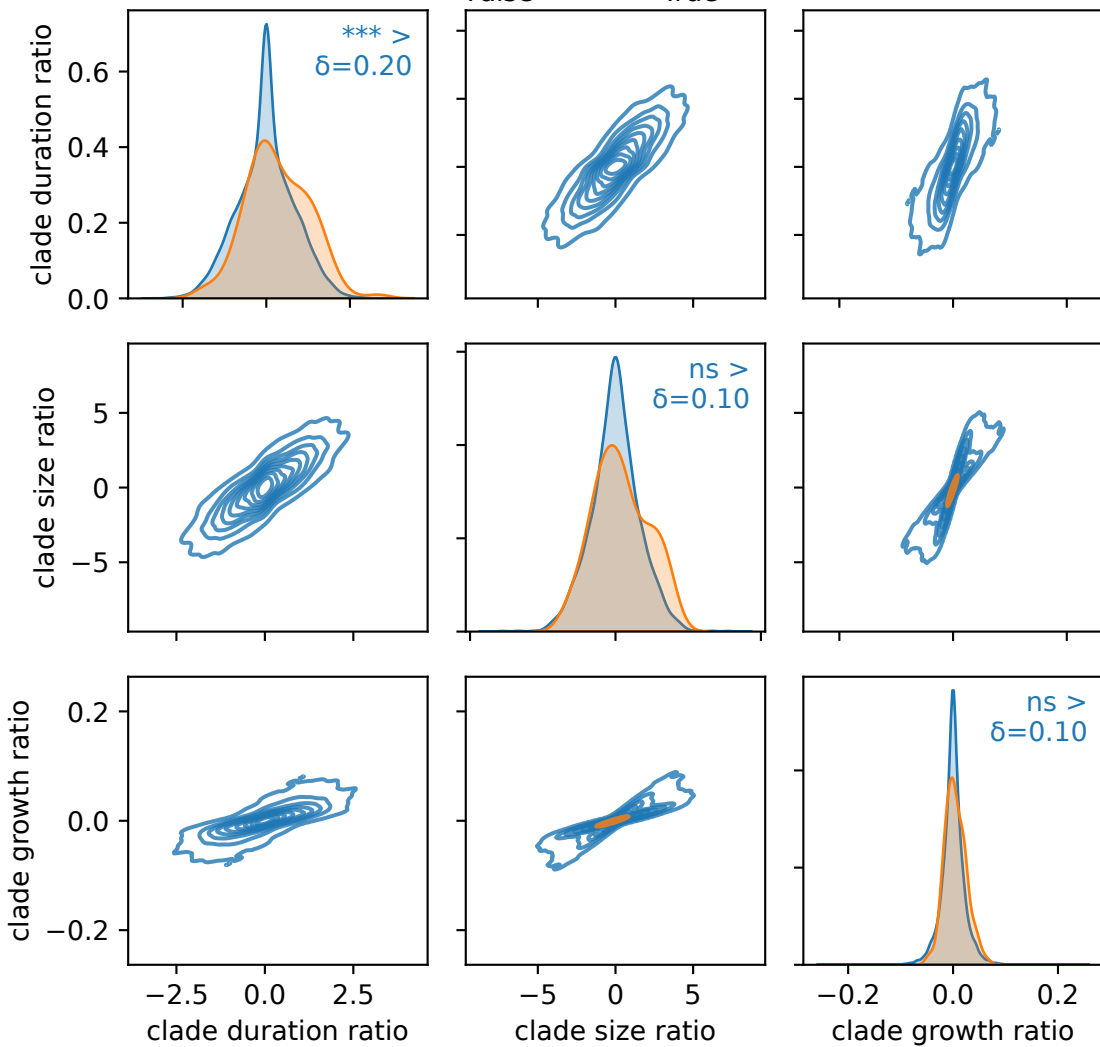 clade duration ratio
0.6
0.4
0.2
0.0
*** >
δ=0.20
clade size ratio
5
0
−5
ns >
δ=0.10
clade growth ratio
0.2
0.0
−0.2
ns >
δ=0.10
−2.5 0.0 2.5
−5 0 5
−0.2 0.0 0.2
clade duration ratio
clade size ratio
clade growth ratio